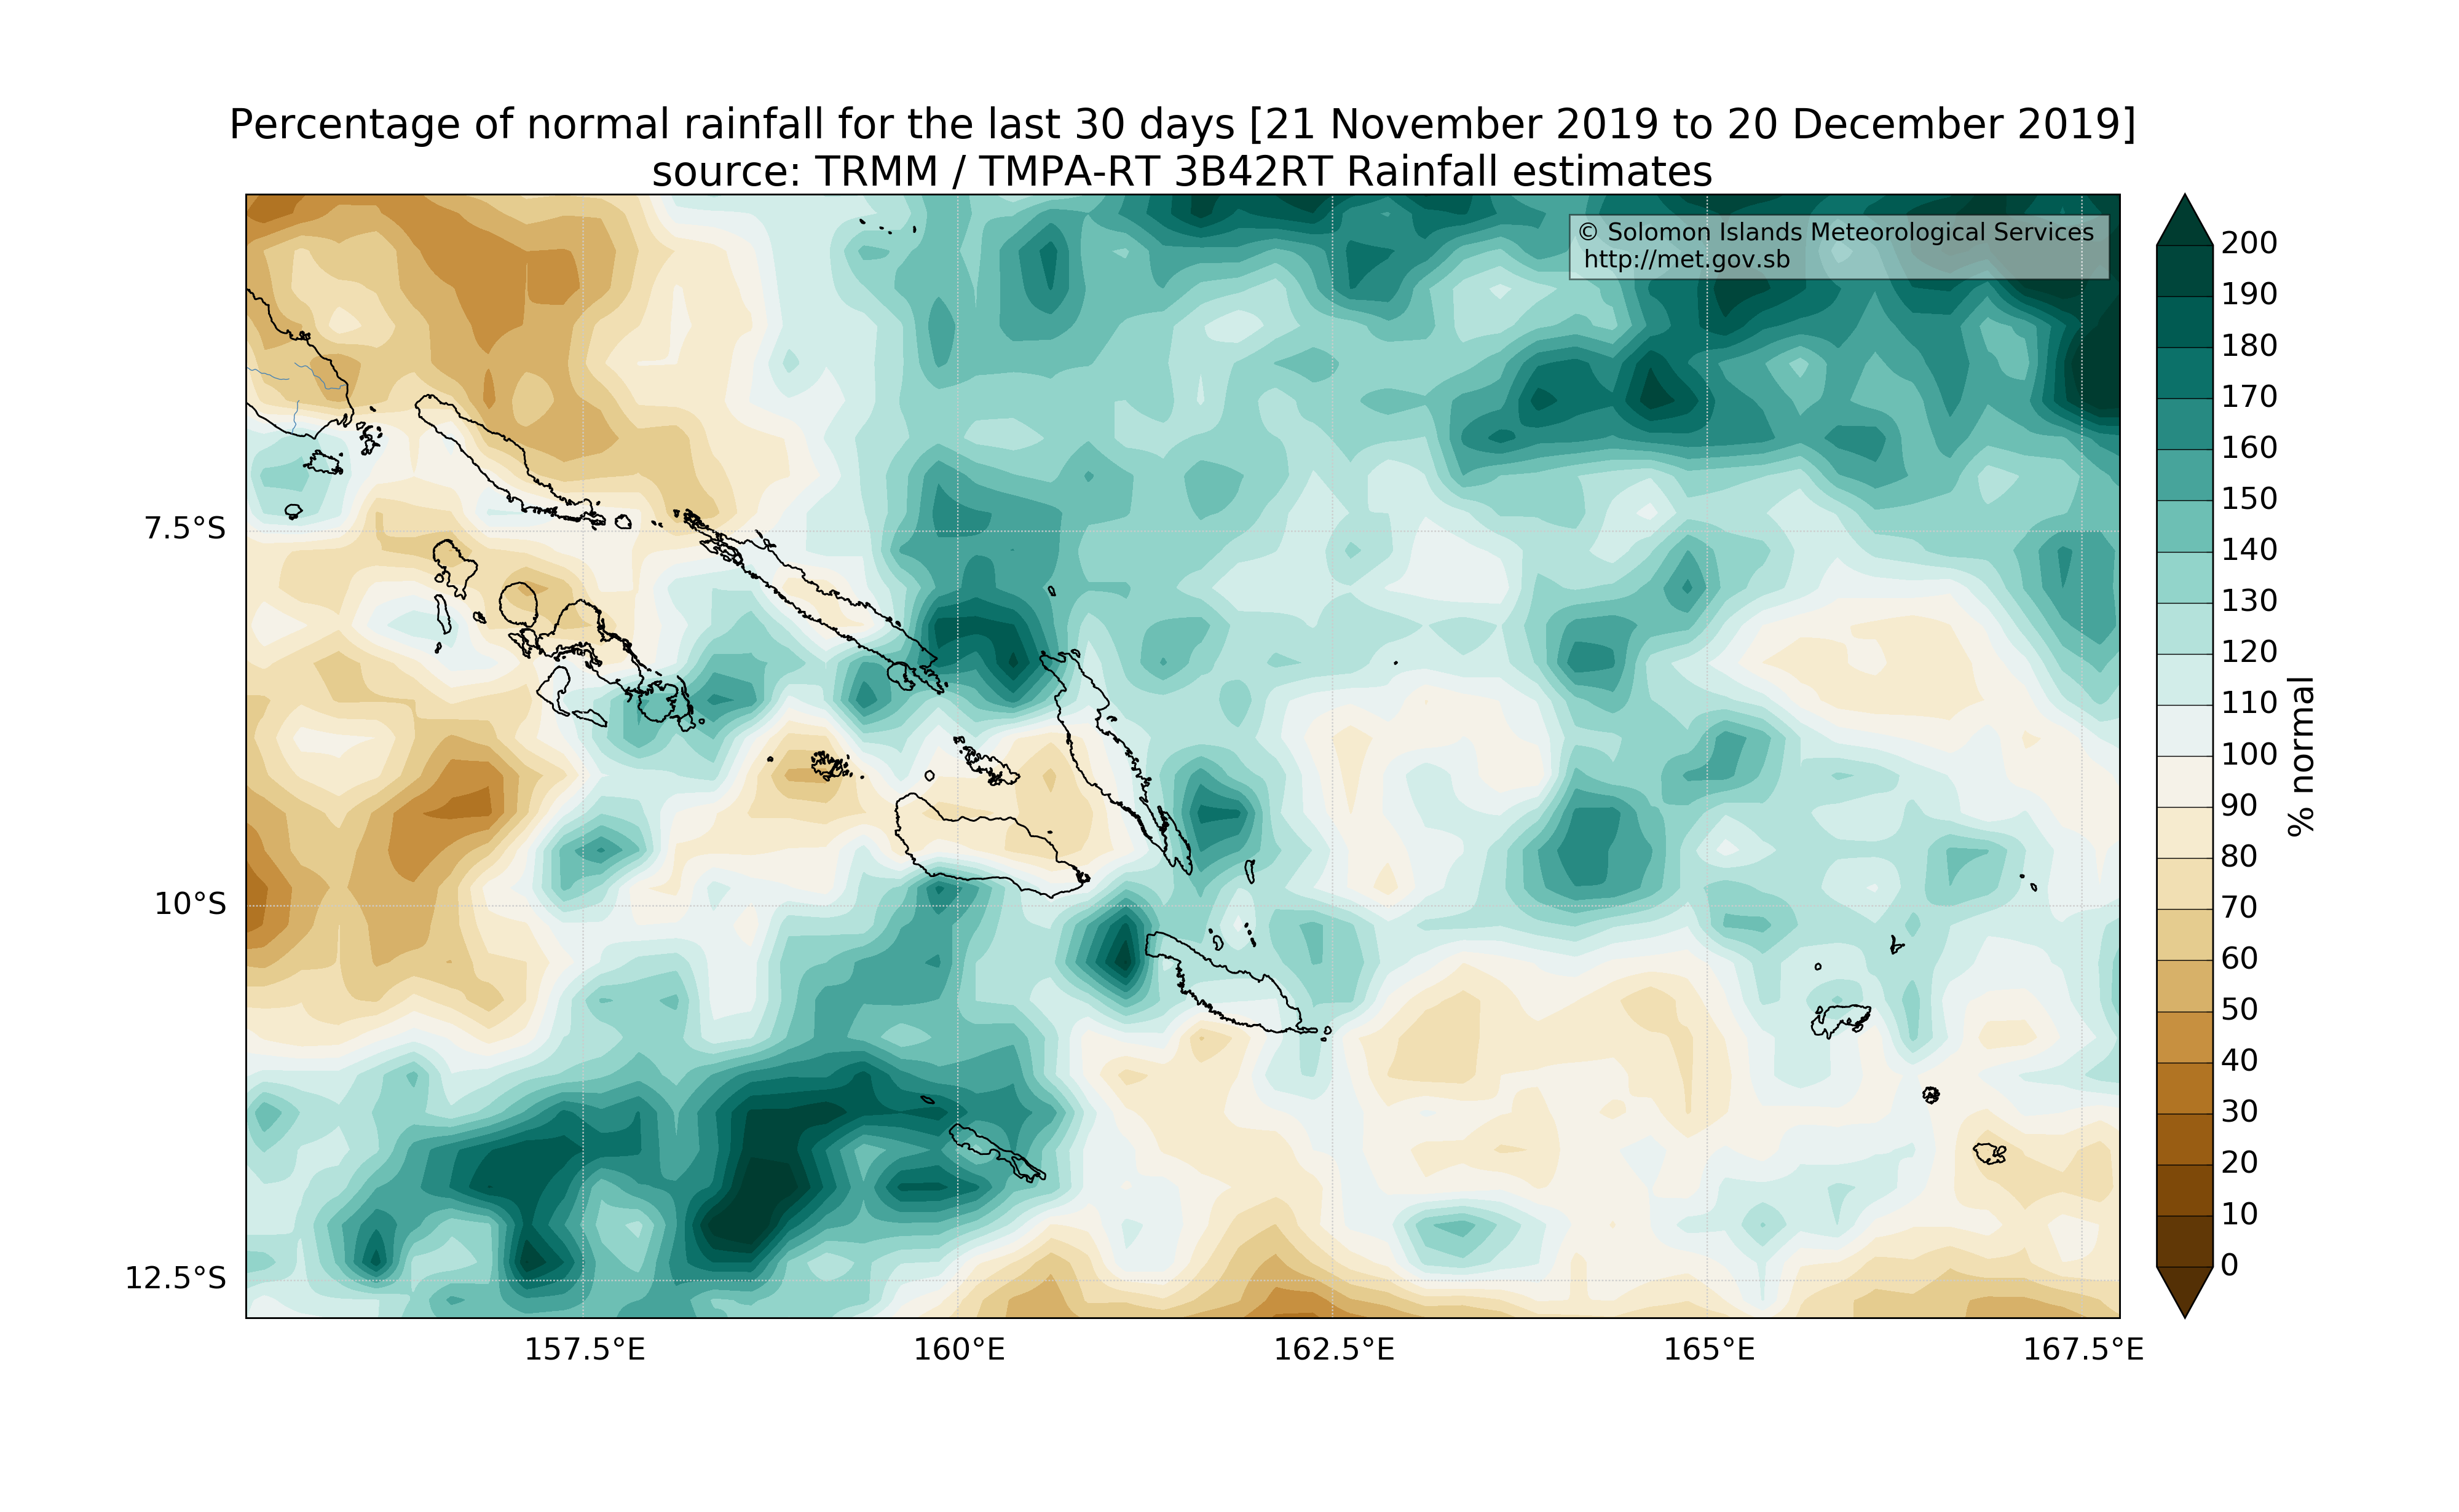 Percentage of normal rainfall for the last 30 days [21 November 2019 to 20 December 2019]
source: TRMM / TMPA-RT 3B42RT Rainfall estimates
© Solomon Islands Meteorological Services
http://met.gov.sb
7.5°S
10°S
12.5°S
157.5°E
160°E
162.5°E
165°E
167.5°E
200
190
180
170
160
150
140
130
120
110
100
90
80
70
60
50
40
30
20
10
0
% normal